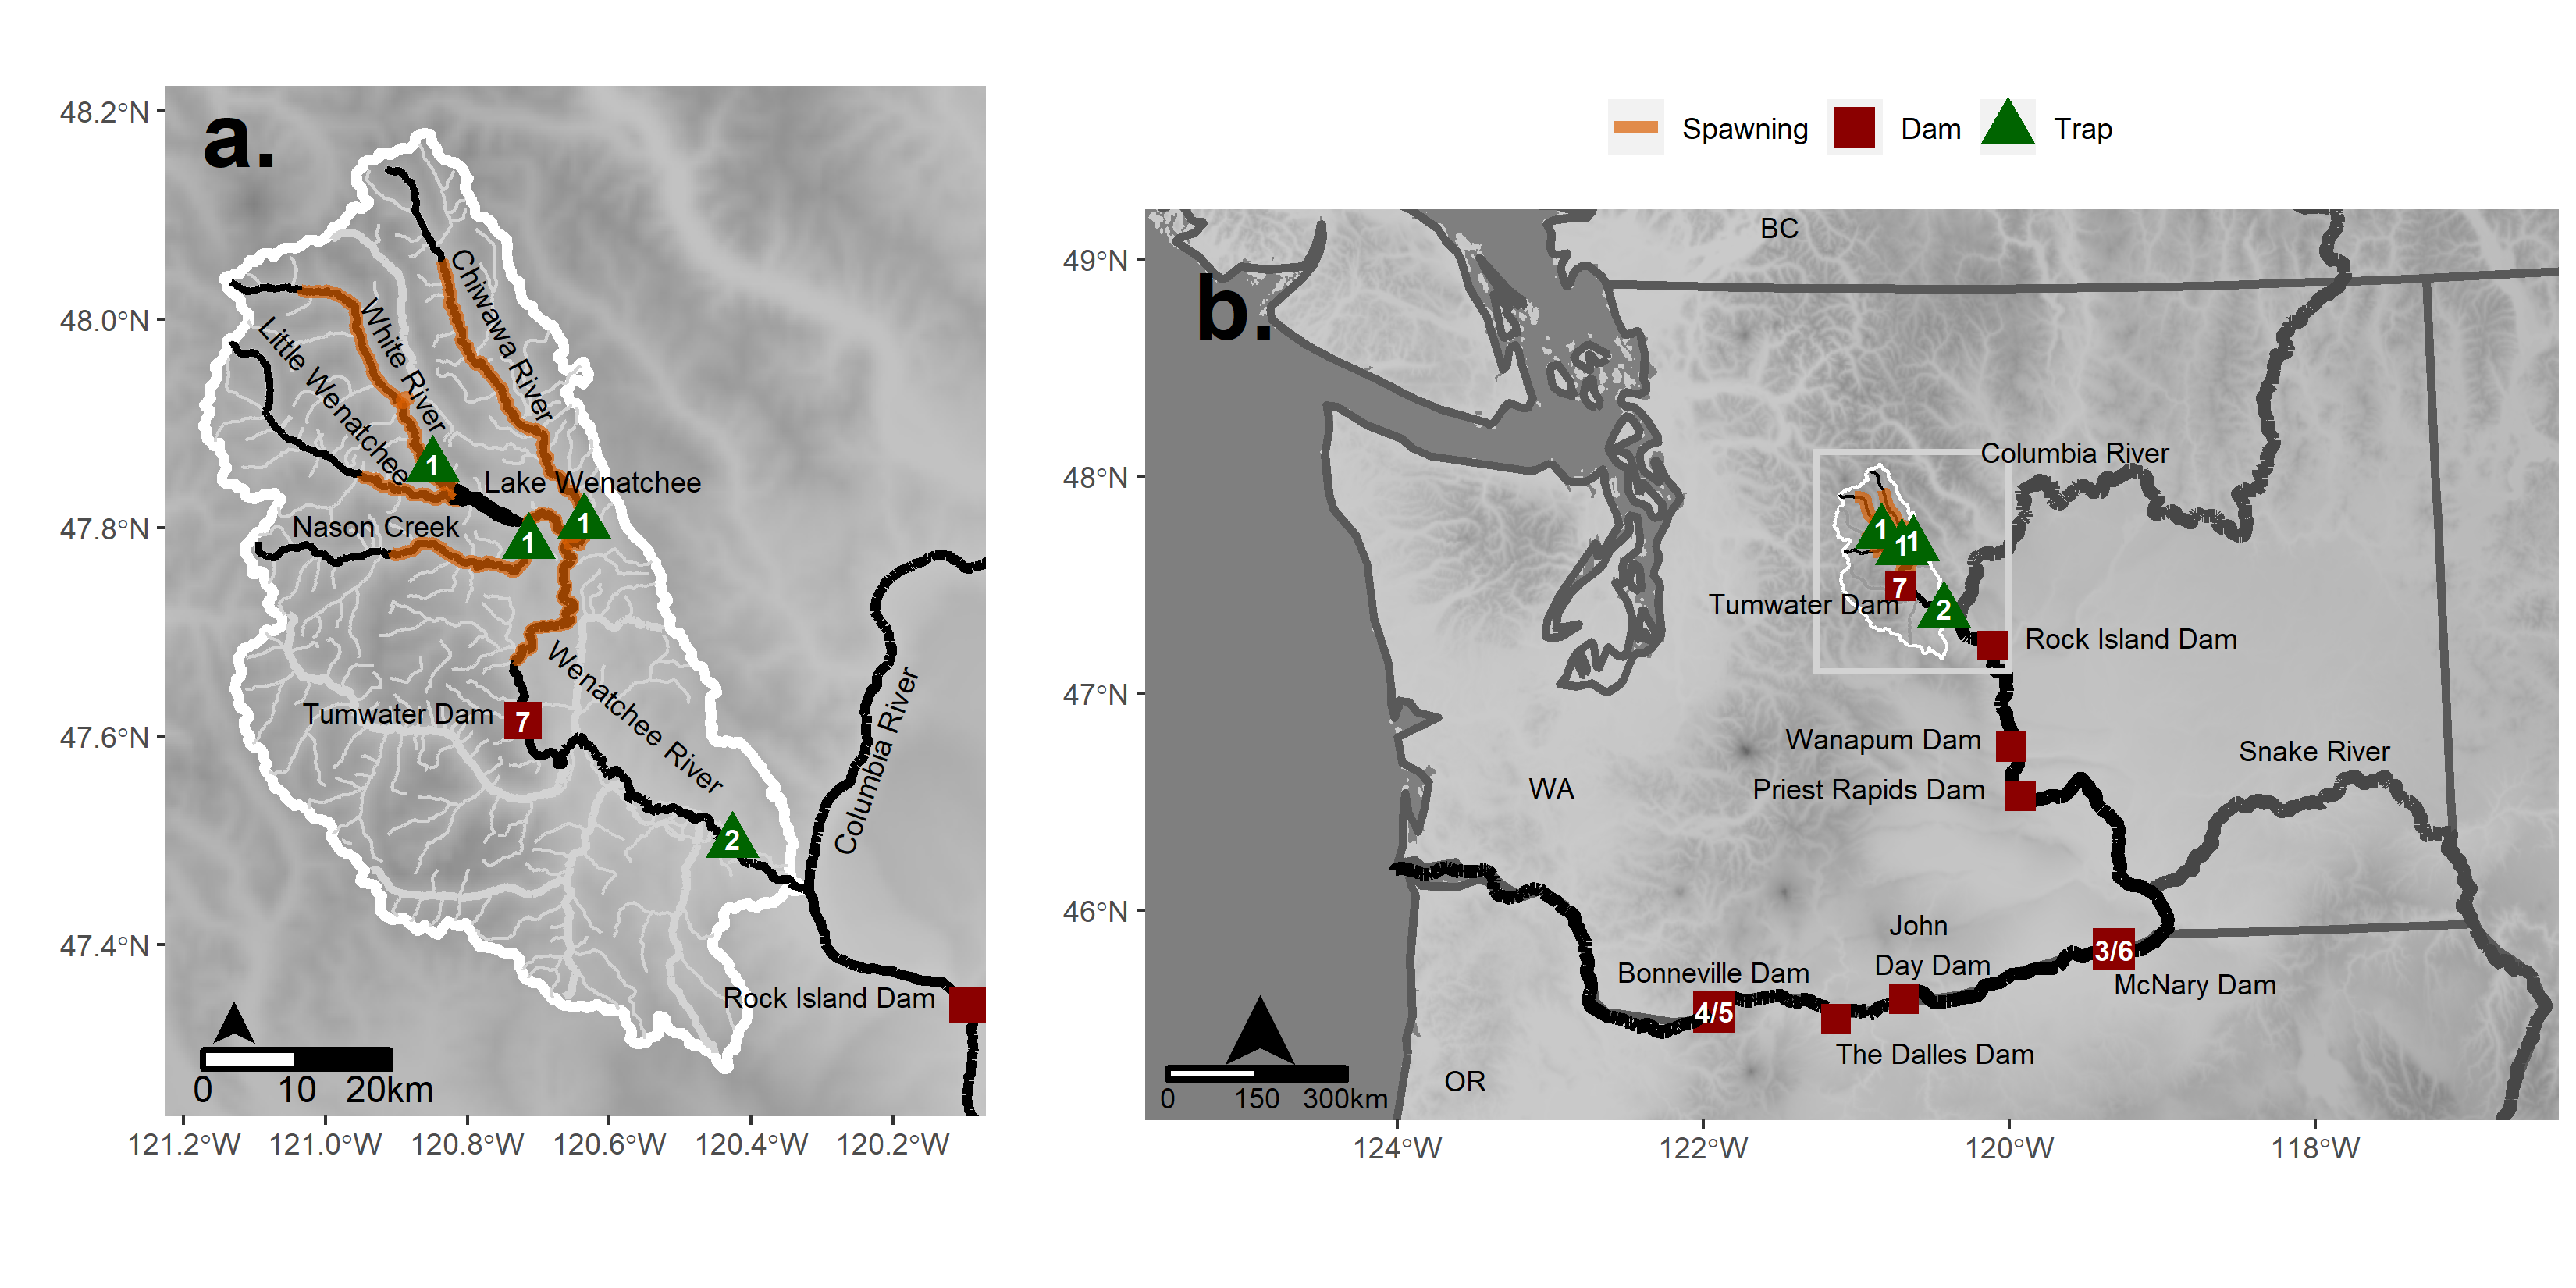 a.
48.2°N
48.0°N
47.8°N
47.6°N
47.4°N
121.2°W
121.0°W
120.8°W
120.6°W
120.4°W
120.2°W
Chiwawa River
White River
Little Wenatchee
1
Lake Wenatchee
Nason Creek
1
1
Wenatchee River
Tumwater Dam
7
2
Columbia River
Rock Island Dam
0 10 20km
Spawning
Dam
Trap
b.
49°N
48°N
47°N
46°N
124°W
122°W
120°W
118°W
BC
Columbia River
1
1
1
7
Tumwater Dam
2
Rock Island Dam
Wanapum Dam
Snake River
Priest Rapids Dam
WA
John
Day Dam
3/6
McNary Dam
Bonneville Dam
4/5
The Dalles Dam
OR
0 150 300km